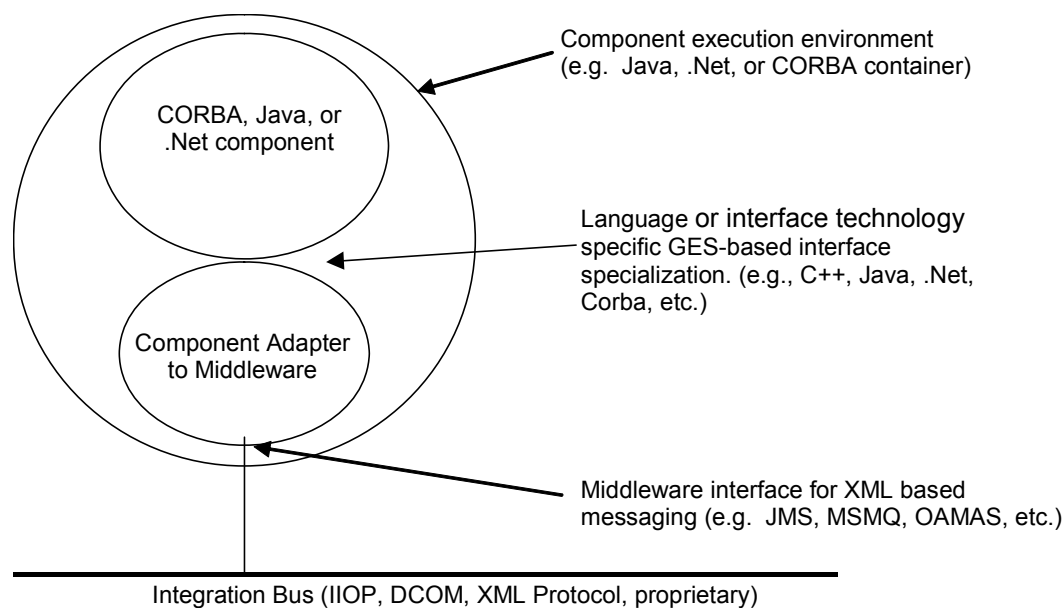 Component execution environment
(e.g. Java, .Net, or CORBA container)
CORBA, Java, or
.Net component
Language or interface technology
specific GES-based interface
specialization. (e.g., C++, Java, .Net,
Corba, etc.)
Component Adapter
to Middleware
Middleware interface for XML based
messaging (e.g. JMS, MSMQ, OAMAS, etc.)
Integration Bus (IIOP, DCOM, XML Protocol, proprietary)